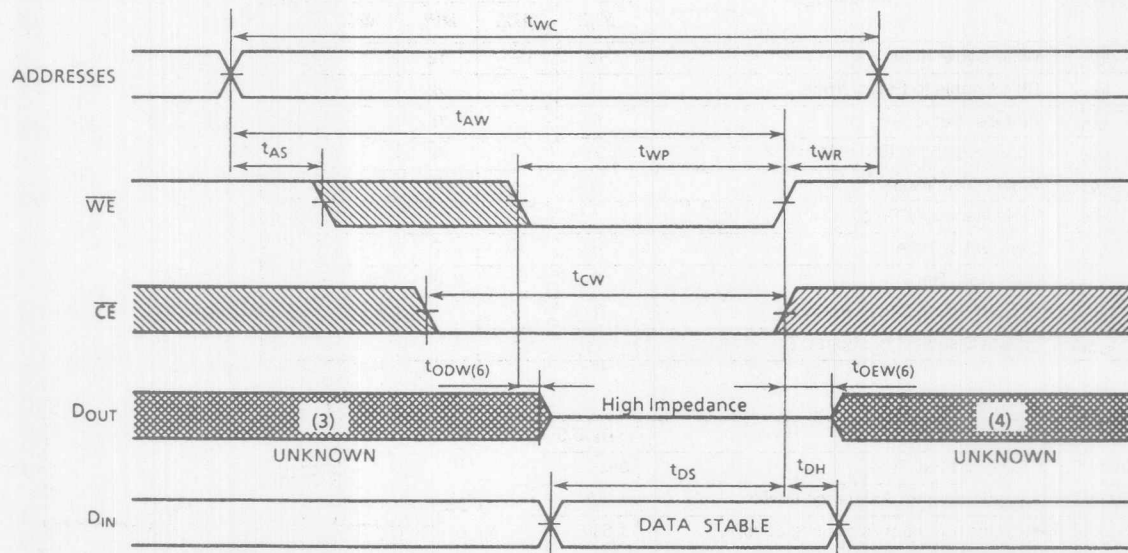 tWC
ADDRESSES
tAW
tAS
tWP
tWR
WE
tCW
CE
tODW(6)
tOEW(6)
DOUT
(3)
High Impedance
(4)
UNKNOWN
UNKNOWN
tDS
tDH
DIN
DATA STABLE